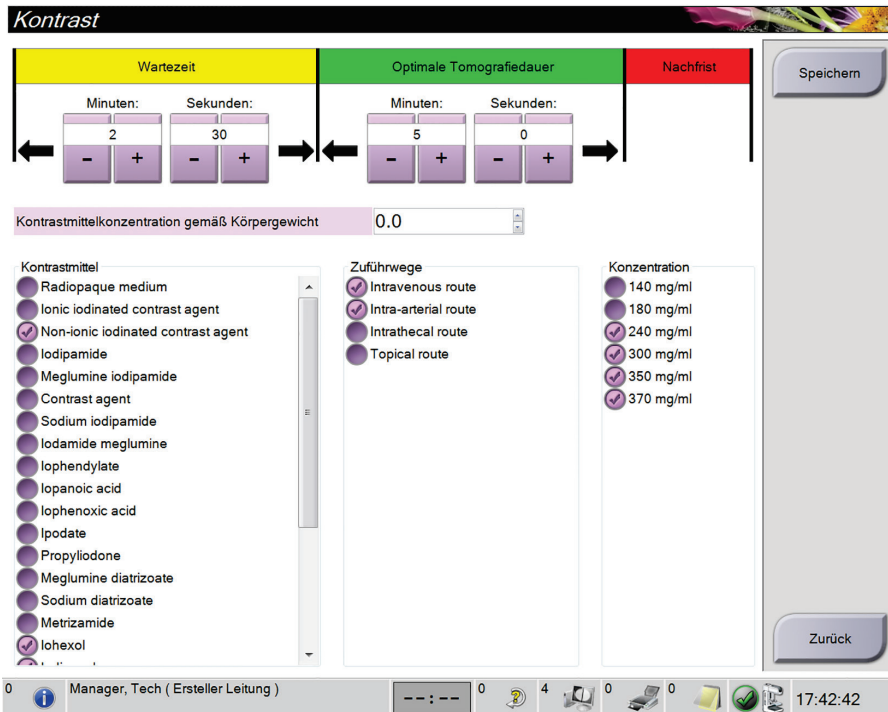 Kontrast
Wartezeit
Optimale Tomografiedauer
Nachfrist
Speichern
Minuten:
Sekunden:
Minuten:
Sekunden:
2
30
5
0
- +
- +
- +
- +
Kontrastmittelkonzentration gemäß Körpergewicht
0.0
Kontrastmittel
Radiopaque medium
Ionic iodinated contrast agent
Non-ionic iodinated contrast agent
Iodipamide
Meglumine iodipamide
Contrast agent
Sodium iodipamide
Iodamide meglumine
Iophendylate
Iopanoic acid
Iophenoxic acid
Ipodate
Propyliodone
Meglumine diatrizoate
Sodium diatrizoate
Metrizamide
Iohexol
Zuführwege
Intravenous route
Intra-arterial route
Intrathecal route
Topical route
Konzentration
140 mg/ml
180 mg/ml
240 mg/ml
300 mg/ml
350 mg/ml
370 mg/ml
Zurück
0
Manager, Tech ( Ersteller Leitung )
--:--
0
4
0
0
17:42:42